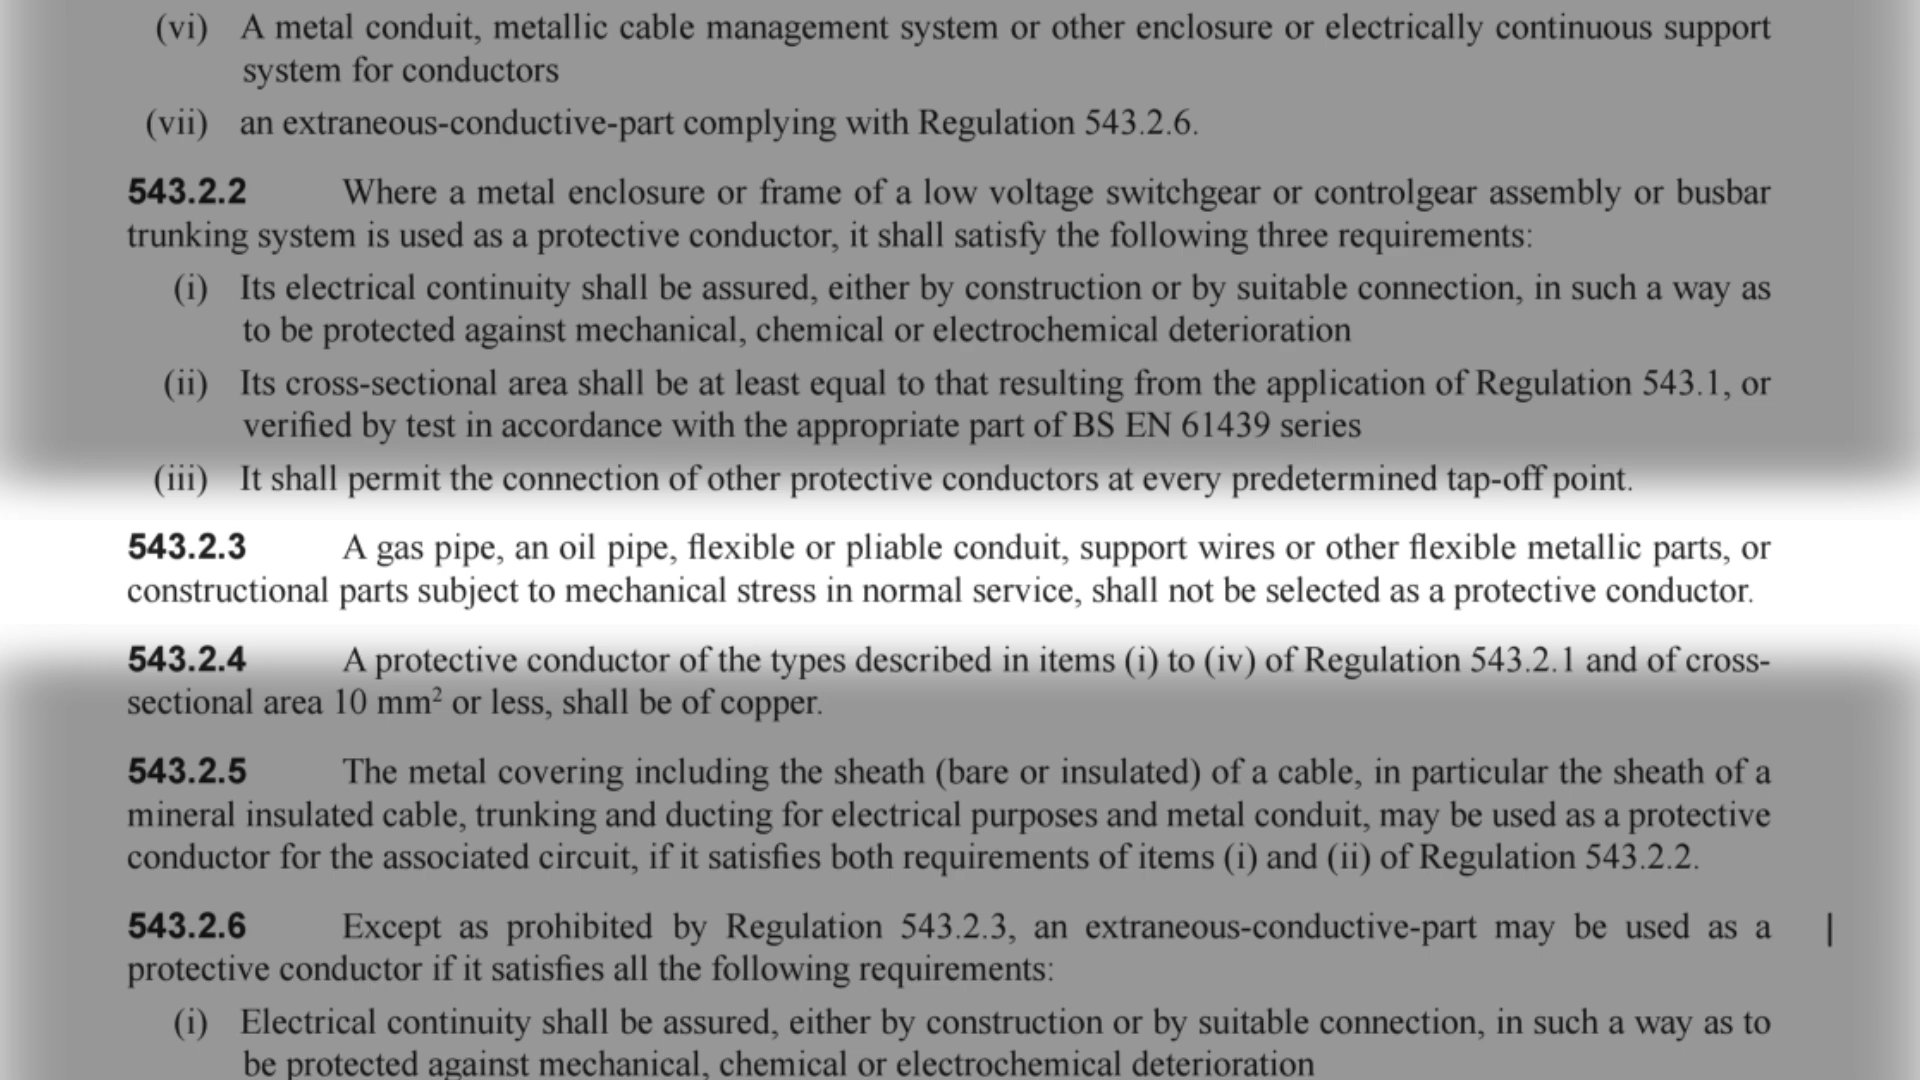 (vi) A metal conduit, metallic cable management system or other enclosure or electrically continuous support
system for conductors
(vii) an extraneous-conductive-part complying with Regulation 543.2.6.
543.2.2 Where a metal enclosure or frame of a low voltage switchgear or controlgear assembly or busbar
trunking system is used as a protective conductor, it shall satisfy the following three requirements:
(i) Its electrical continuity shall be assured, either by construction or by suitable connection, in such a way as
to be protected against mechanical, chemical or electrochemical deterioration
(ii) Its cross-sectional area shall be at least equal to that resulting from the application of Regulation 543.1, or
verified by test in accordance with the appropriate part of BS EN 61439 series
(iii) It shall permit the connection of other protective conductors at every predetermined tap-off point.
543.2.3 A gas pipe, an oil pipe, flexible or pliable conduit, support wires or other flexible metallic parts, or
constructional parts subject to mechanical stress in normal service, shall not be selected as a protective conductor.
543.2.4 A protective conductor of the types described in items (i) to (iv) of Regulation 543.2.1 and of cross-
sectional area 10 mm² or less, shall be of copper.
543.2.5 The metal covering including the sheath (bare or insulated) of a cable, in particular the sheath of a
mineral insulated cable, trunking and ducting for electrical purposes and metal conduit, may be used as a protective
conductor for the associated circuit, if it satisfies both requirements of items (i) and (ii) of Regulation 543.2.2.
543.2.6 Except as prohibited by Regulation 543.2.3, an extraneous-conductive-part may be used as a |
protective conductor if it satisfies all the following requirements:
(i) Electrical continuity shall be assured, either by construction or by suitable connection, in such a way as to
be protected against mechanical, chemical or electrochemical deterioration